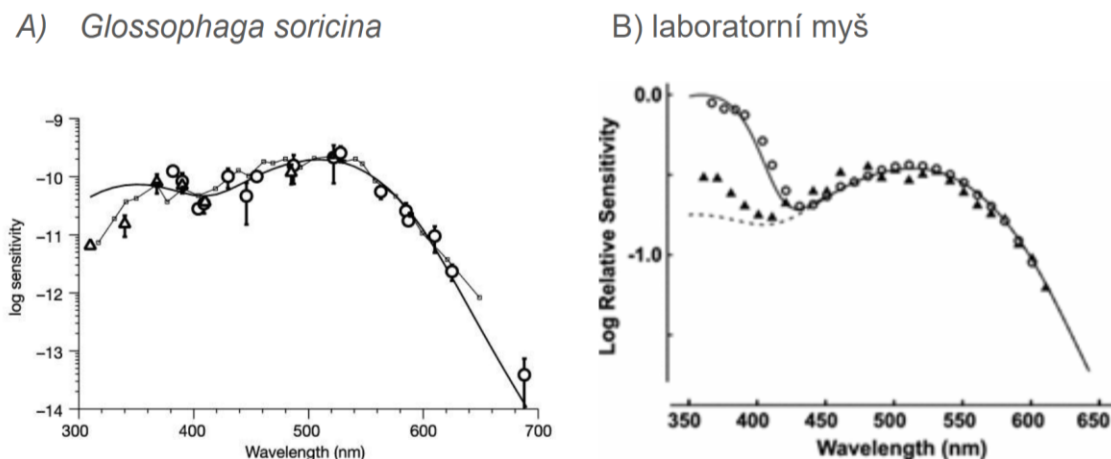 A) Glossophaga soricina
B) laboratorní myš
−9
−10
−11
−12
−13
−14
log sensitivity
300 400 500 600 700
Wavelength (nm)
0.0
-1.0
Log Relative Sensitivity
350 400 450 500 550 600 650
Wavelength (nm)